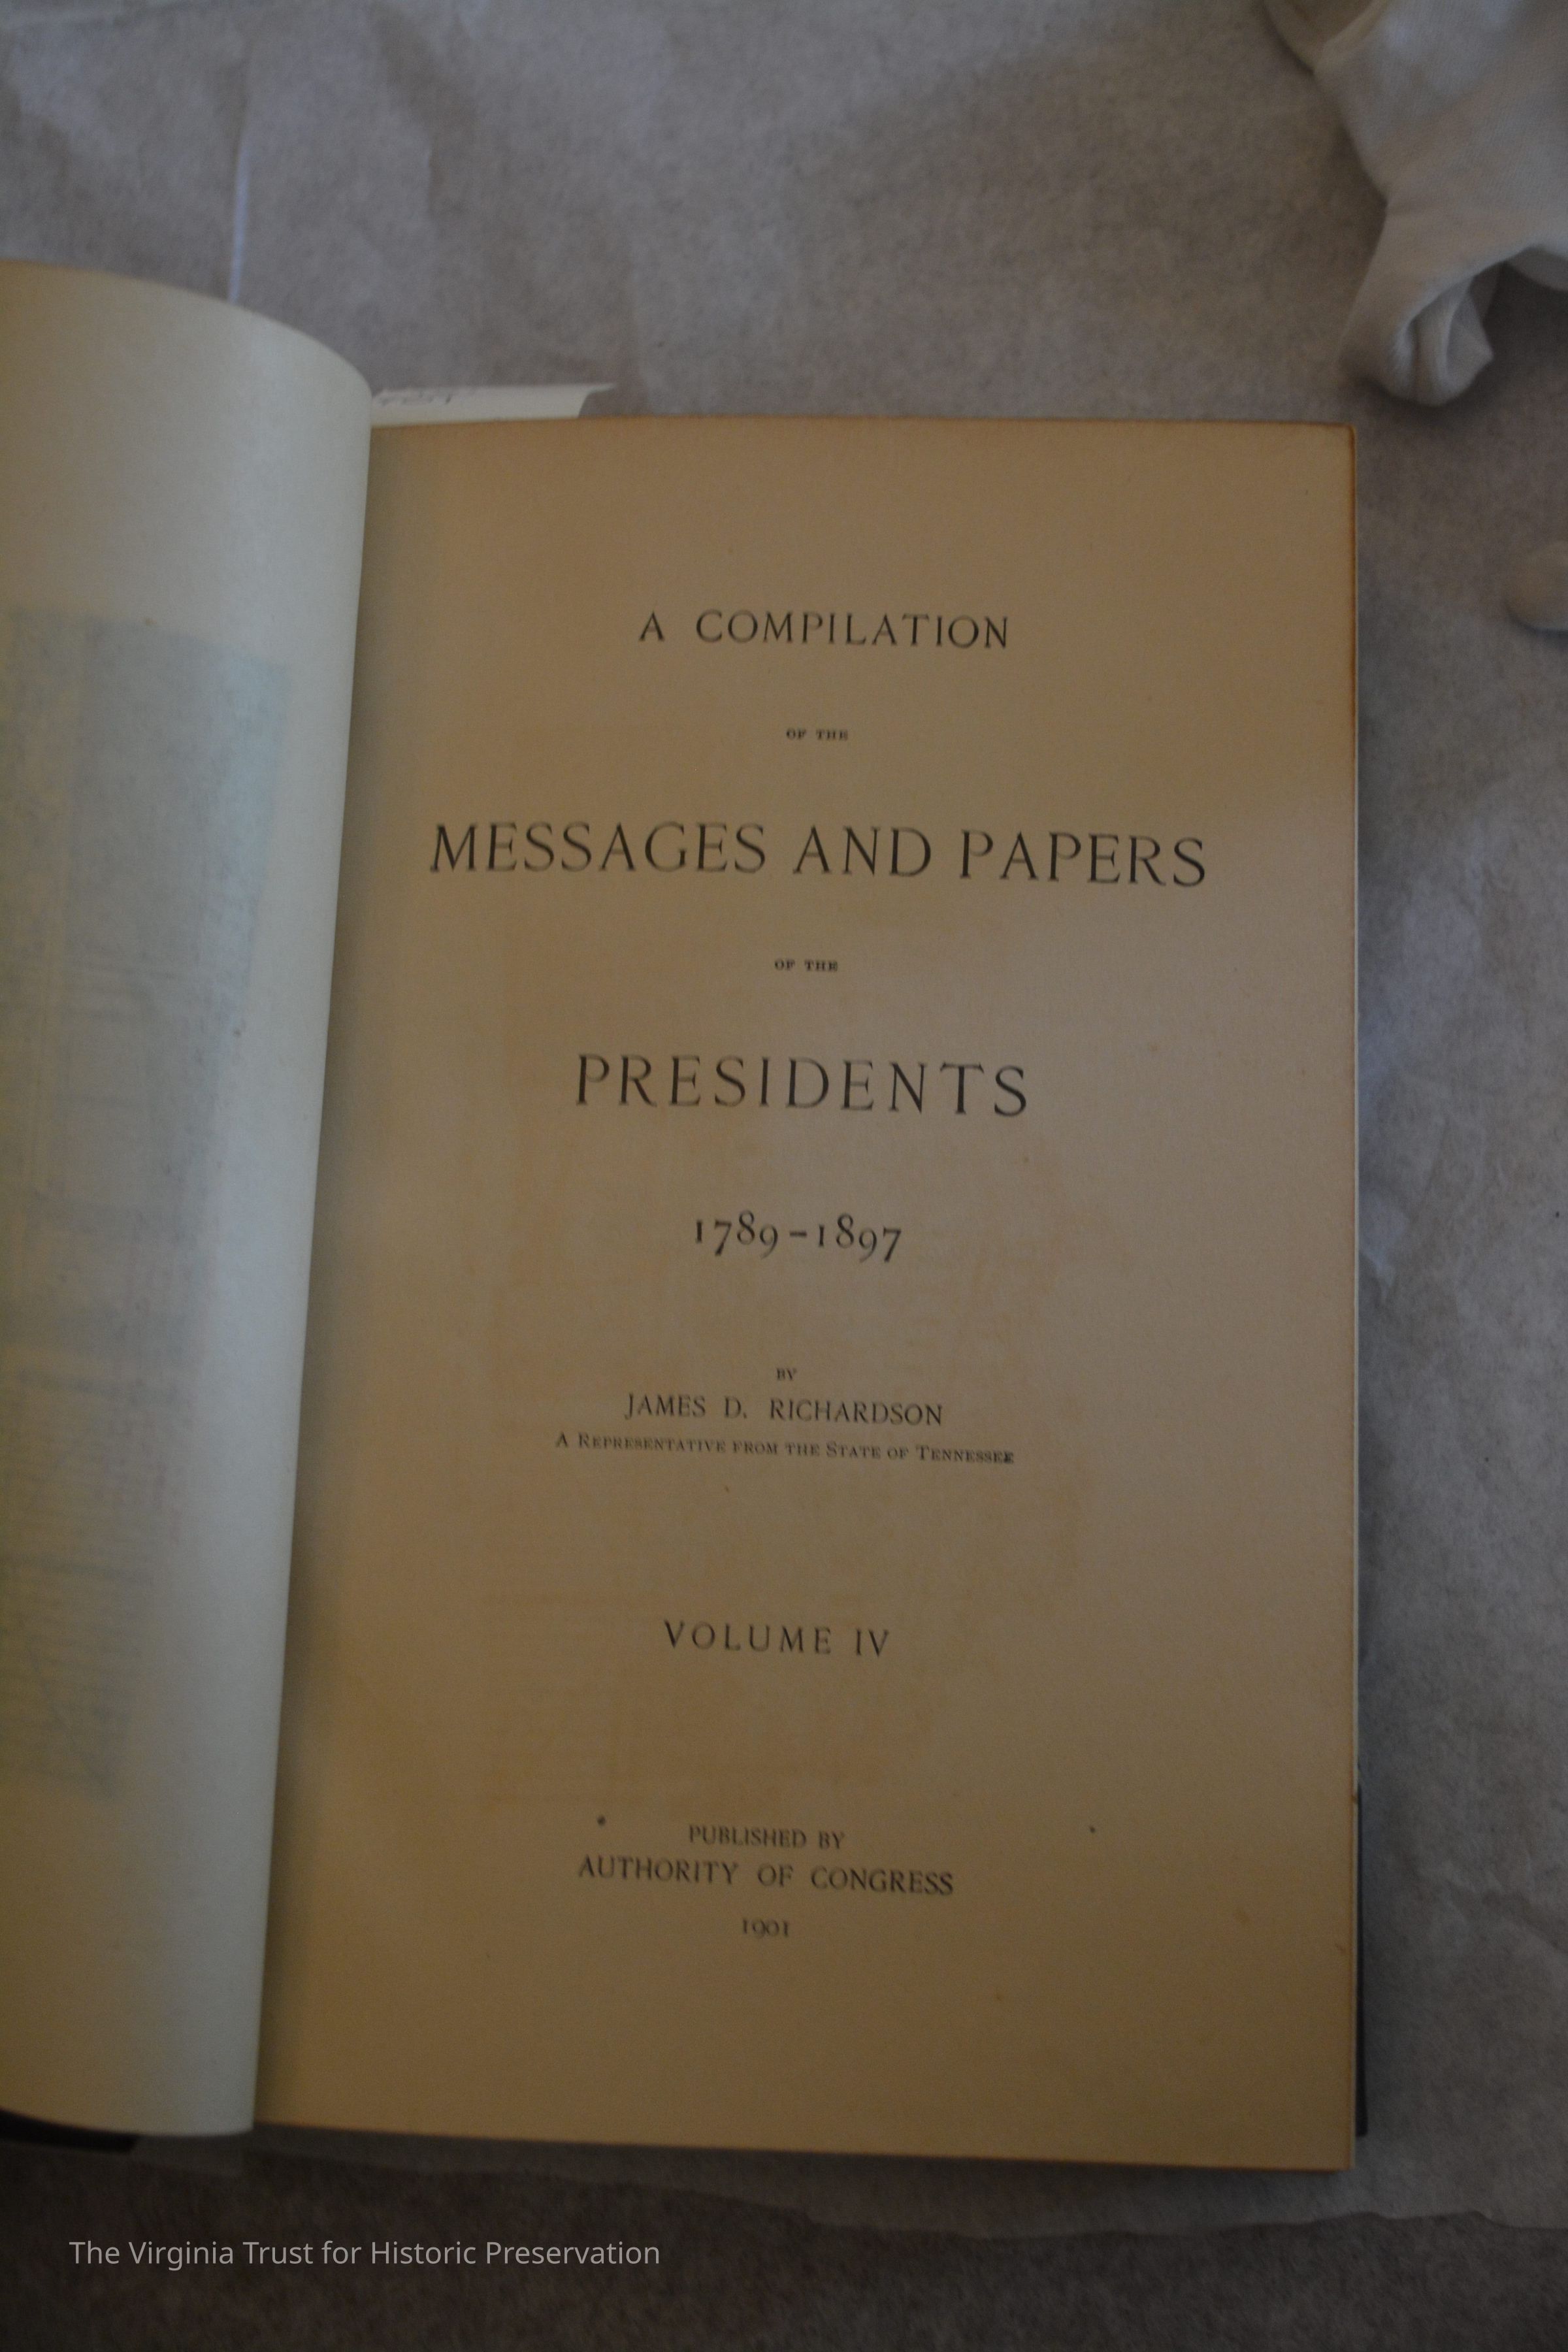 A COMPILATION
OF THE
MESSAGES AND PAPERS
OF THE
PRESIDENTS
1789-1897
BY
JAMES D. RICHARDSON
A REPRESENTATIVE FROM THE STATE OF TENNESSEE
VOLUME IV
PUBLISHED BY
AUTHORITY OF CONGRESS
1901
The Virginia Trust for Historic Preservation